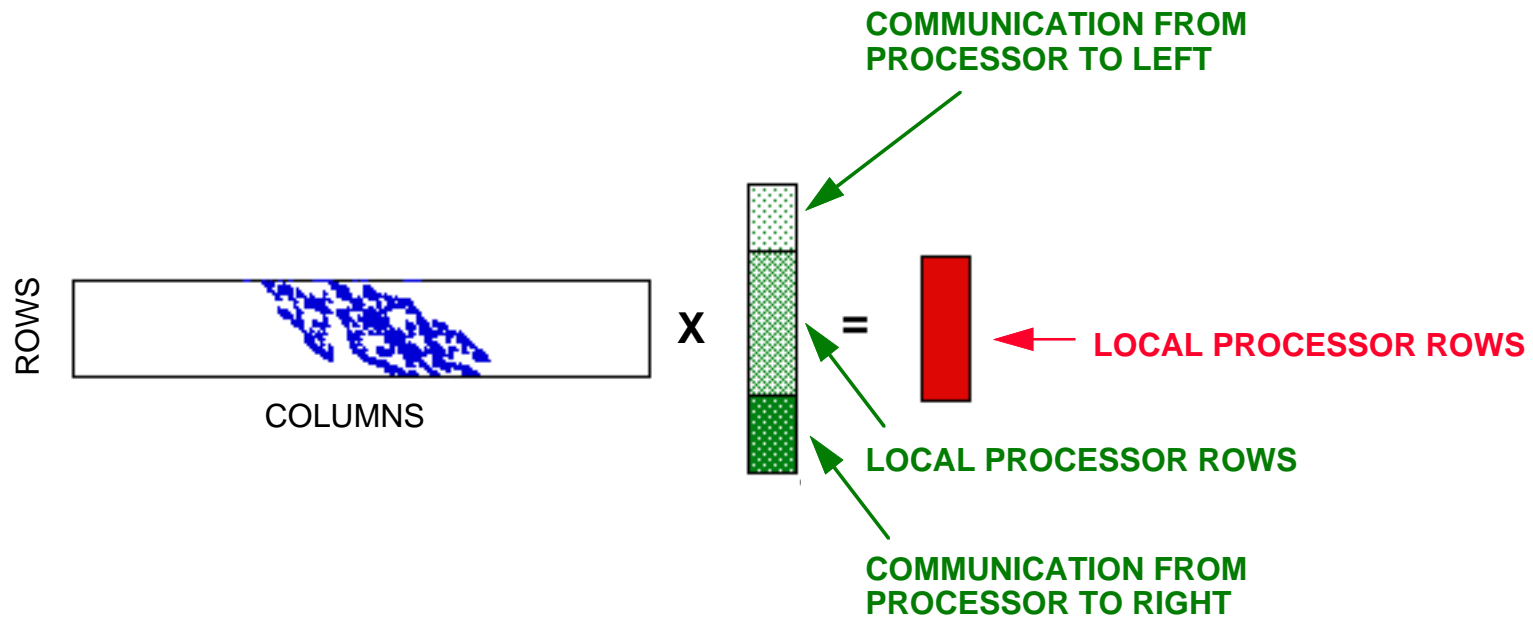 COMMUNICATION FROM
PROCESSOR TO LEFT
ROWS
COLUMNS
X
=
LOCAL PROCESSOR ROWS
LOCAL PROCESSOR ROWS
COMMUNICATION FROM
PROCESSOR TO RIGHT